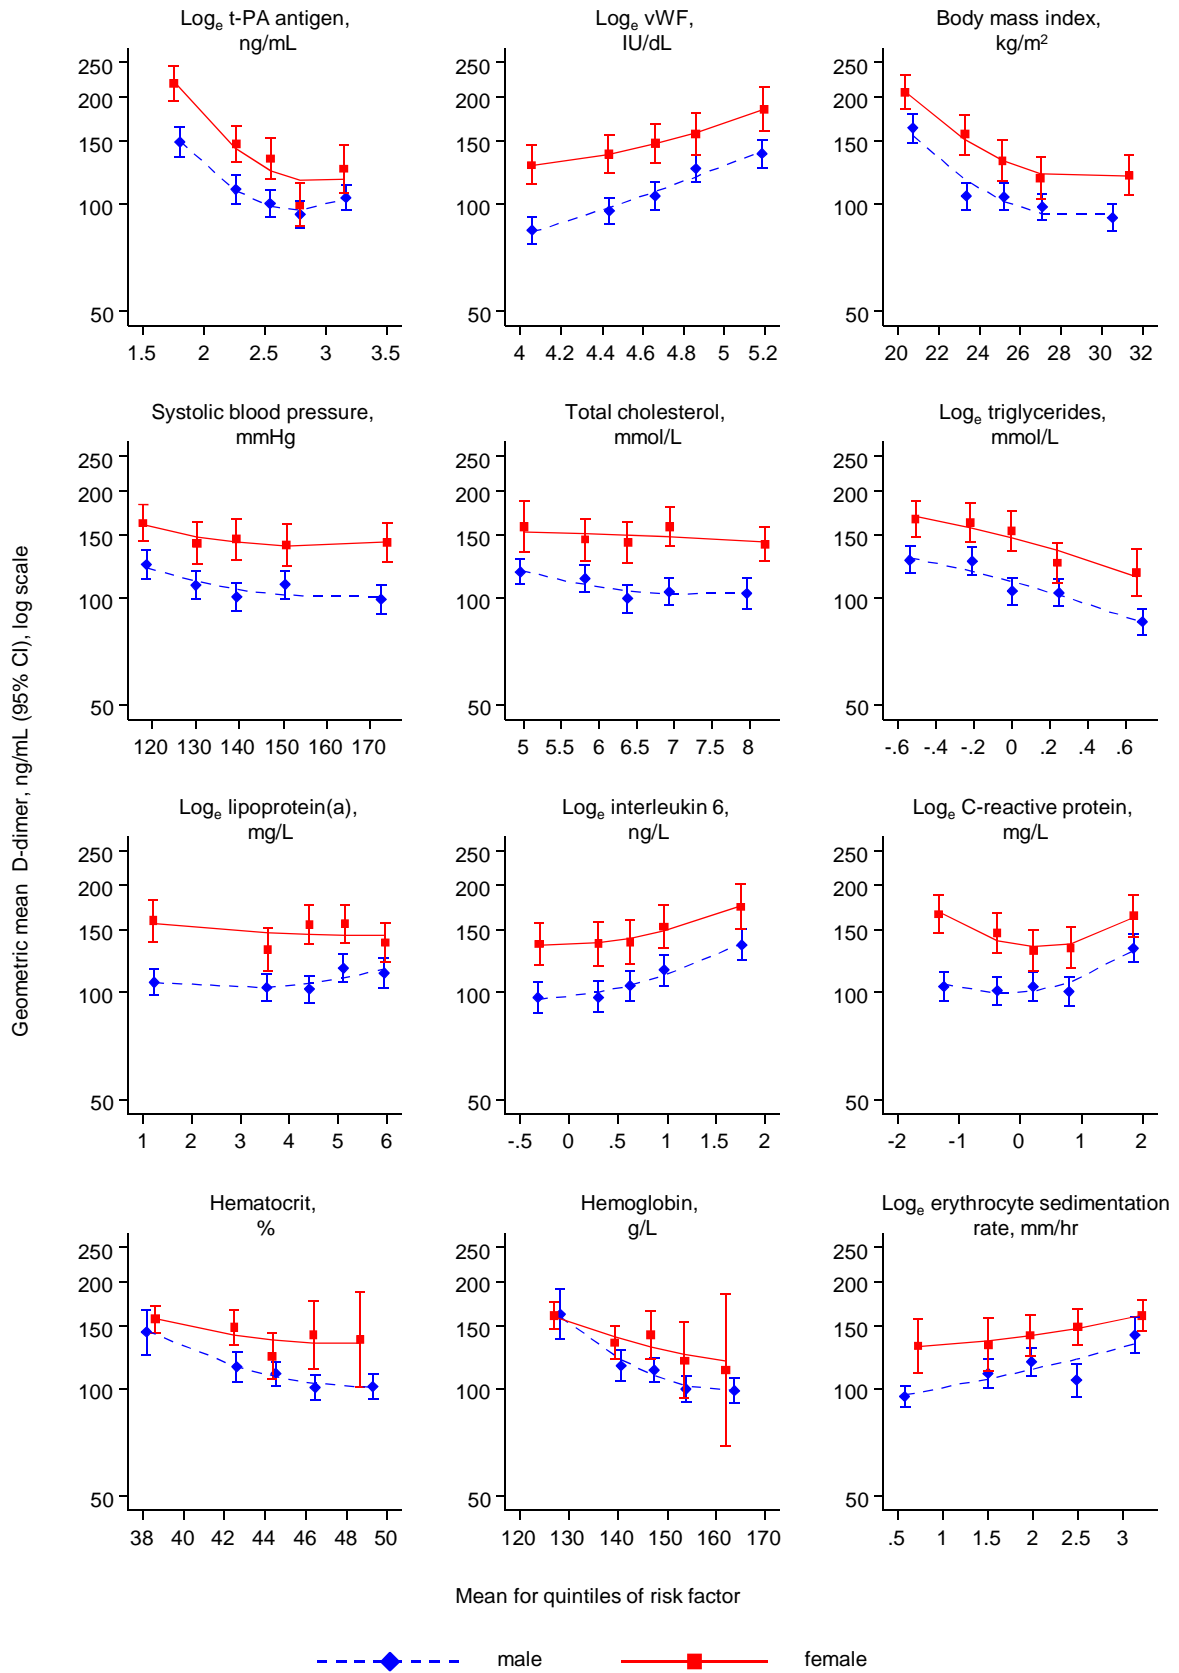 Logₑ t-PA antigen,
ng/mL
Logₑ vWF,
IU/dL
Body mass index,
kg/m²
250
200
150
100
50
1.5 2 2.5 3 3.5
250
200
150
100
50
4 4.2 4.4 4.6 4.8 5 5.2
250
200
150
100
50
20 22 24 26 28 30 32
Systolic blood pressure,
mmHg
Total cholesterol,
mmol/L
Logₑ triglycerides,
mmol/L
250
200
150
100
50
120 130 140 150 160 170
250
200
150
100
50
5 5.5 6 6.5 7 7.5 8
250
200
150
100
50
-.6 -.4 -.2 0 .2 .4 .6
Geometric mean D-dimer, ng/mL (95% CI), log scale
Logₑ lipoprotein(a),
mg/L
Logₑ interleukin 6,
ng/L
Logₑ C-reactive protein,
mg/L
250
200
150
100
50
1 2 3 4 5 6
250
200
150
100
50
-.5 0 .5 1 1.5 2
250
200
150
100
50
-2 -1 0 1 2
Hematocrit,
%
Hemoglobin,
g/L
Logₑ erythrocyte sedimentation
rate, mm/hr
250
200
150
100
50
38 40 42 44 46 48 50
250
200
150
100
50
120 130 140 150 160 170
250
200
150
100
50
.5 1 1.5 2 2.5 3
Mean for quintiles of risk factor
male female